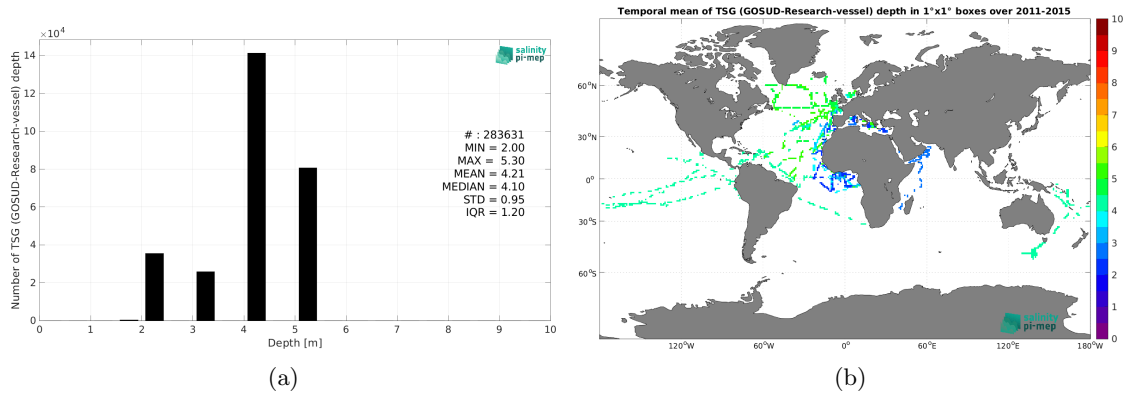 ×10⁴
14
12
10
8
6
4
2
0
Number of TSG (GOSUD-Research-vessel) depth
salinity
pi-mep
# : 283631
MIN = 2.00
MAX = 5.30
MEAN = 4.21
MEDIAN = 4.10
STD = 0.95
IQR = 1.20
0 1 2 3 4 5 6 7 8 9 10
Depth [m]
(a)
Temporal mean of TSG (GOSUD-Research-vessel) depth in 1°x1° boxes over 2011-2015
60°N
30°N
0°
30°S
60°S
120°W 60°W 0° 60°E 120°E 180°W
salinity
pi-mep
10
9
8
7
6
5
4
3
2
1
0
(b)